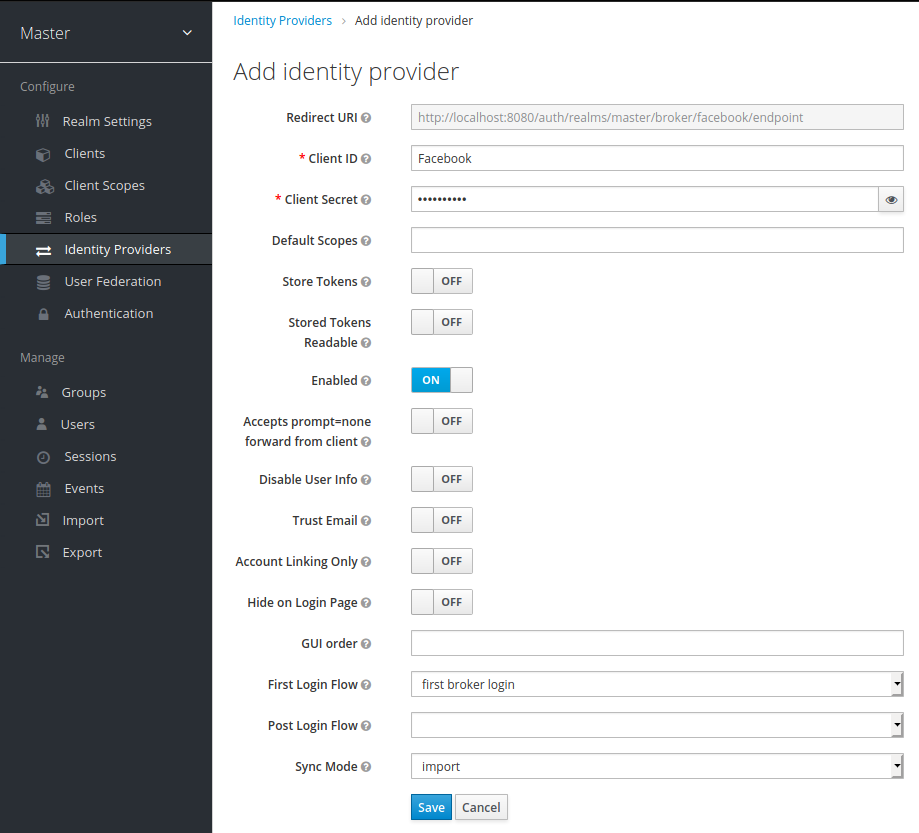 Master
Configure
Realm Settings
Clients
Client Scopes
Roles
Identity Providers
User Federation
Authentication
Manage
Groups
Users
Sessions
Events
Import
Export
Identity Providers › Add identity provider
Add identity provider
Redirect URI
http://localhost:8080/auth/realms/master/broker/facebook/endpoint
* Client ID
Facebook
* Client Secret
••••••••••
Default Scopes
Store Tokens
OFF
Stored Tokens
Readable
OFF
Enabled
ON
Accepts prompt=none
forward from client
OFF
Disable User Info
OFF
Trust Email
OFF
Account Linking Only
OFF
Hide on Login Page
OFF
GUI order
First Login Flow
first broker login
Post Login Flow
Sync Mode
import
Save Cancel